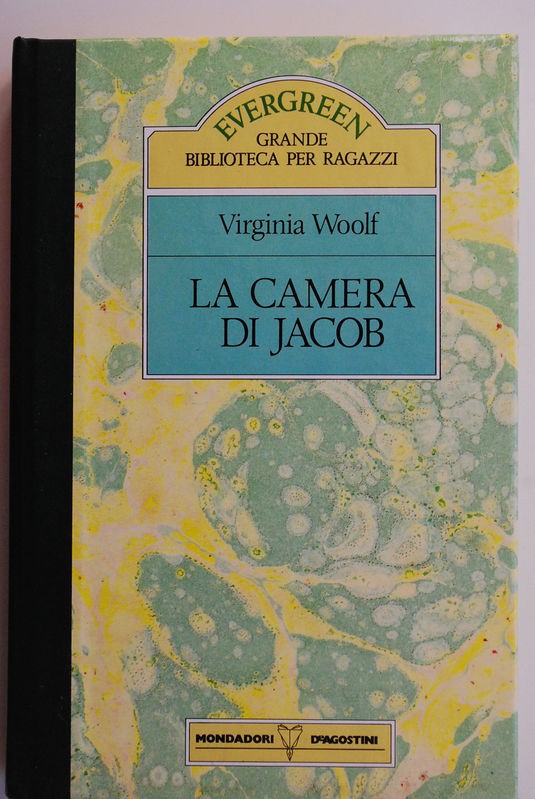 EVERGREEN
GRANDE
BIBLIOTECA PER RAGAZZI
Virginia Woolf
LA CAMERA
DI JACOB
MONDADORI DEAGOSTINI